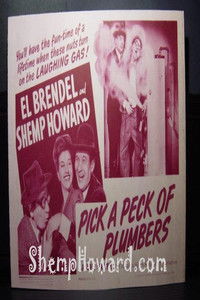 You'll have the fun-time of a
lifetime when these nuts turn
on the LAUGHING GAS!
EL BRENDEL and
SHEMP HOWARD
PICK A PECK OF
PLUMBERS
ShempHoward.com